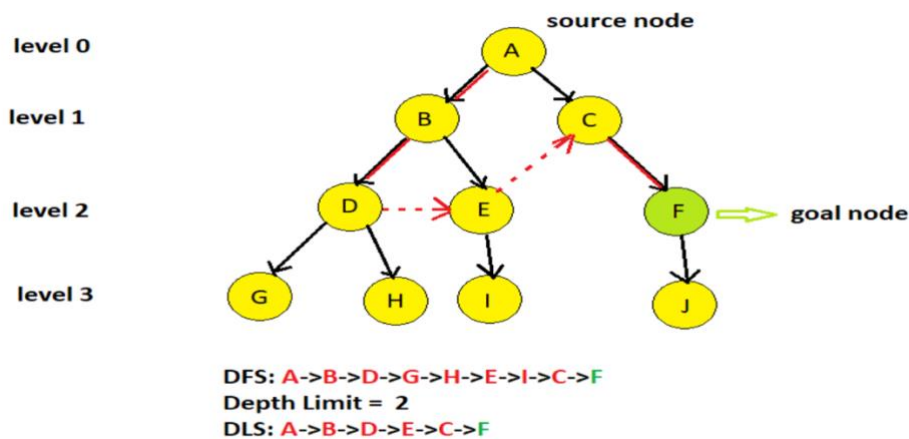 source node
level 0
A
level 1
B
C
level 2
D
E
F
goal node
level 3
G
H
I
J
DFS: A->B->D->G->H->E->I->C->F
Depth Limit = 2
DLS: A->B->D->E->C->F